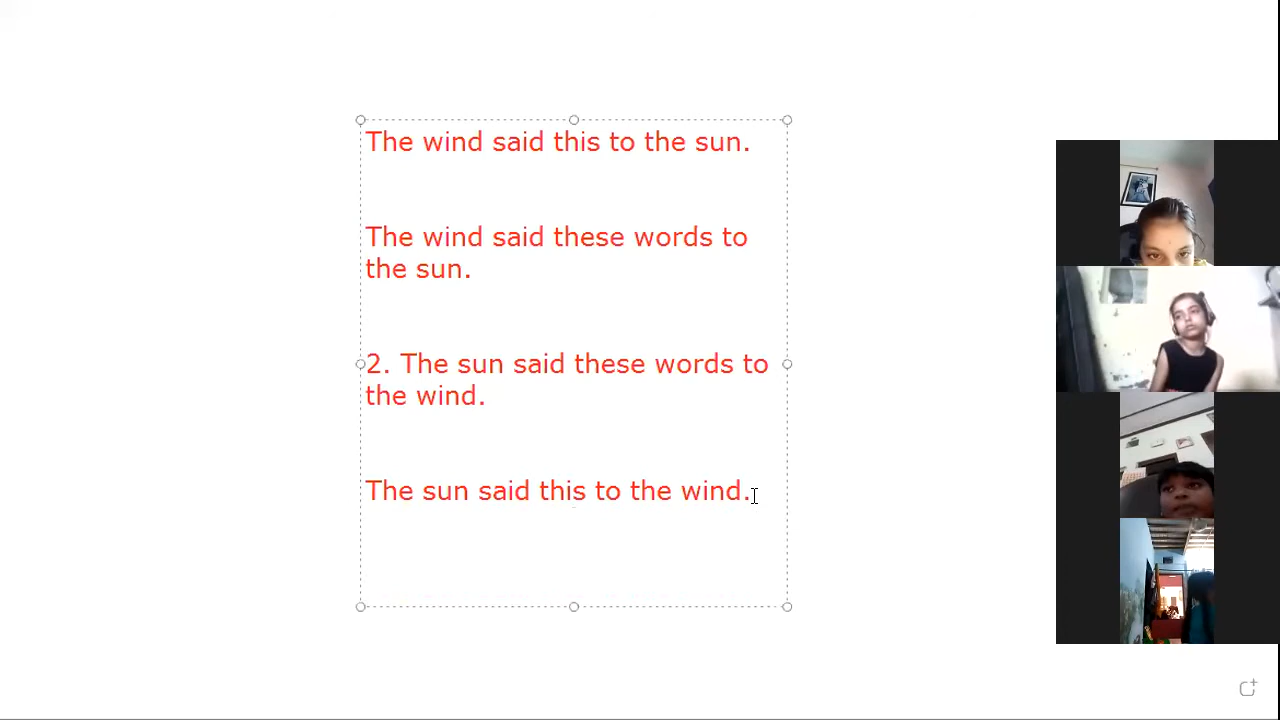 The wind said this to the sun.
The wind said these words to
the sun.
2. The sun said these words to
the wind.
The sun said this to the wind.